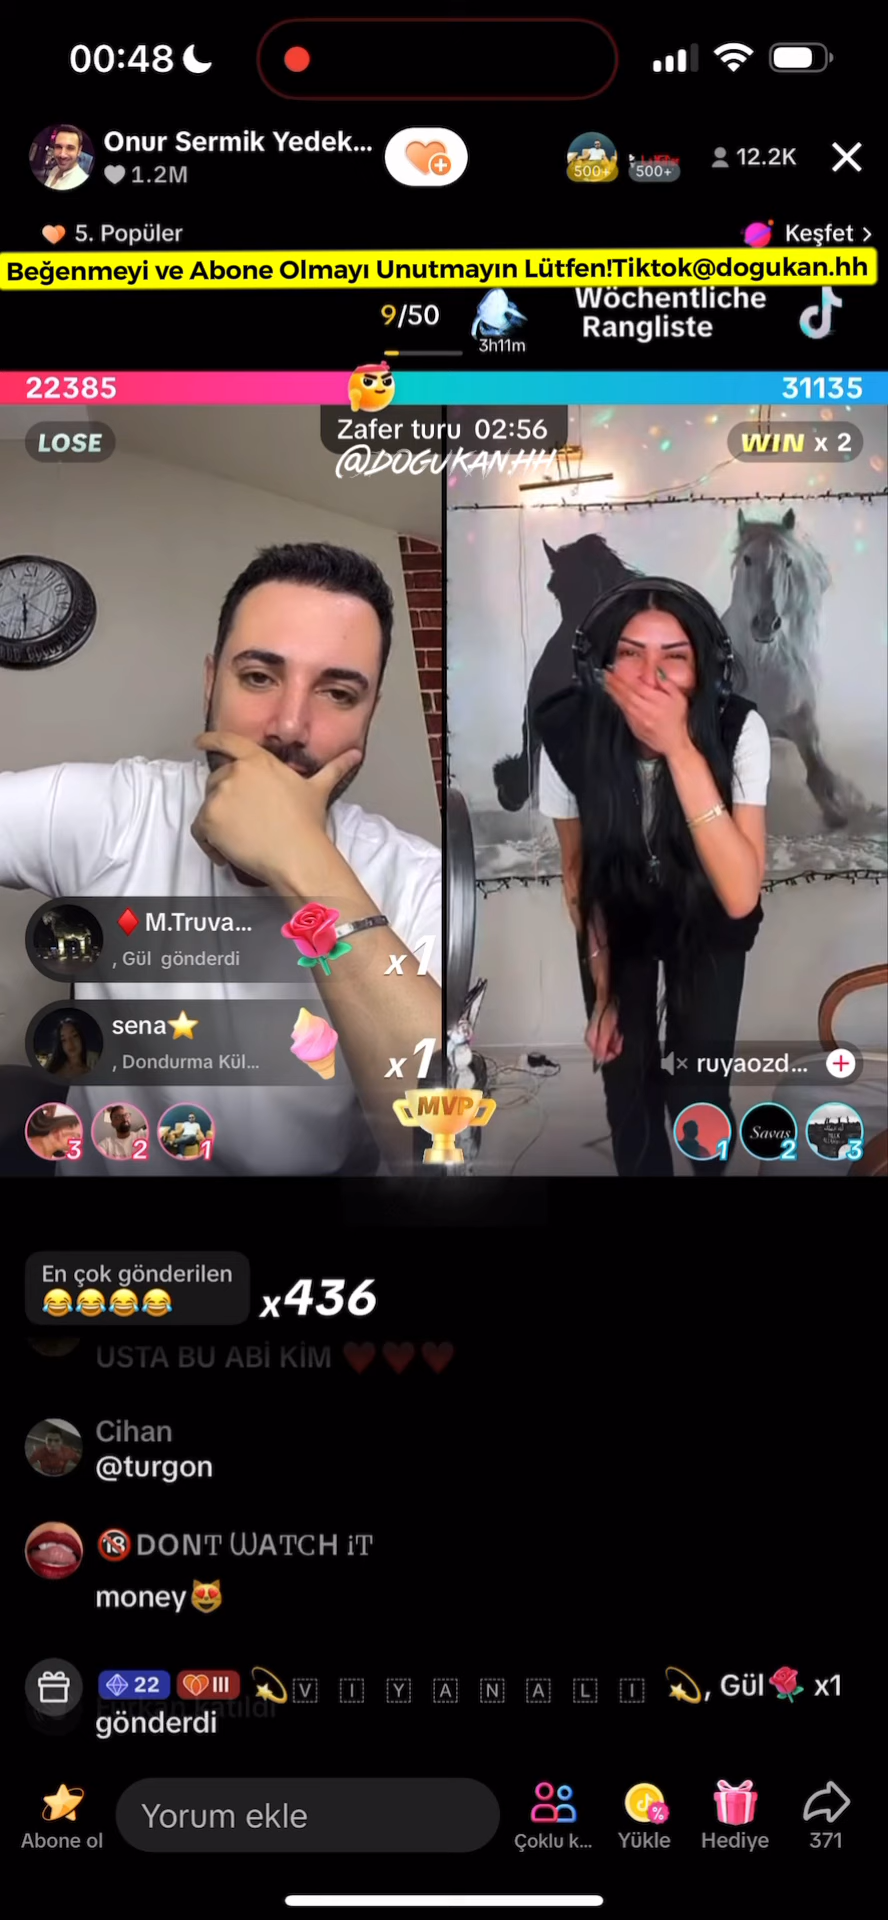 00:48
Onur Sermik Yedek...
1.2M
500+
500+
12.2K
5. Popüler
Keşfet >
Beğenmeyi ve Abone Olmayı Unutmayın Lütfen!Tiktok@dogukan.hh
9/50
3h11m
Wöchentliche
Rangliste
22385
31135
LOSE
Zafer turu 02:56
WIN x 2
@DOGUKAN.HH
M.Truva...
, Gül gönderdi
x1
sena⭐
, Dondurma Kül...
x1
ruyaozd...
MVP
3
2
1
1
Savas
2
3
En çok gönderilen
😂😂😂😂
x436
USTA BU ABİ KİM ❤️❤️❤️
Cihan
@turgon
🔞DONT WATCH iT
money😻
22 III 💫V I Y A N A L I 💫, Gül🌹 x1
gönderdi
Furkan katıldı
Abone ol
Yorum ekle
Çoklu k...
Yükle
Hediye
371